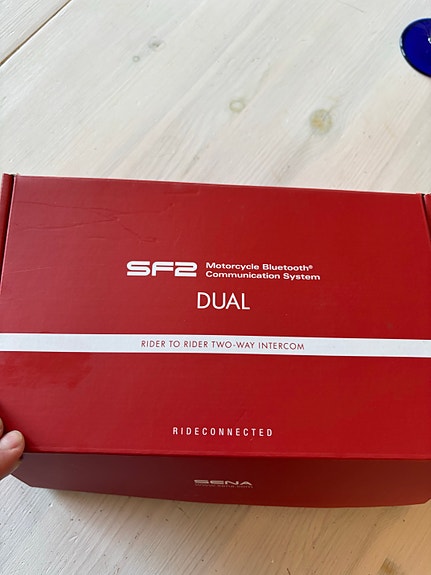 SF2 Motorcycle Bluetooth®
Communication System
DUAL
RIDER TO RIDER TWO-WAY INTERCOM
RIDECONNECTED
SENA